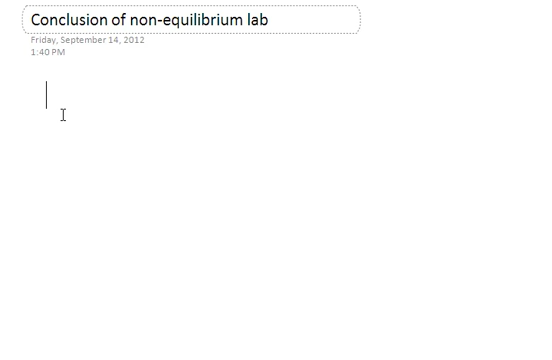 Conclusion of non-equilibrium lab
Friday, September 14, 2012
1:40 PM